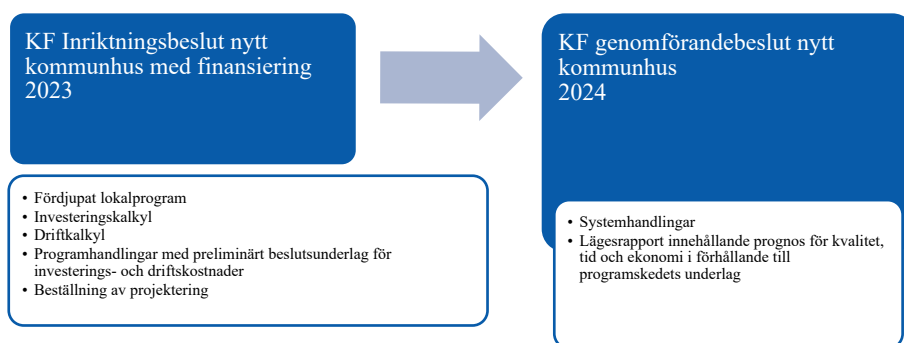 KF Inriktningsbeslut nytt
kommunhus med finansiering
2023
• Fördjupat lokalprogram
• Investeringskalkyl
• Driftkalkyl
• Programhandlingar med preliminärt beslutsunderlag för
investerings- och driftskostnader
• Beställning av projektering
KF genomförandebeslut nytt
kommunhus
2024
• Systemhandlingar
• Lägesrapport innehållande prognos för kvalitet,
tid och ekonomi i förhållande till
programskedets underlag